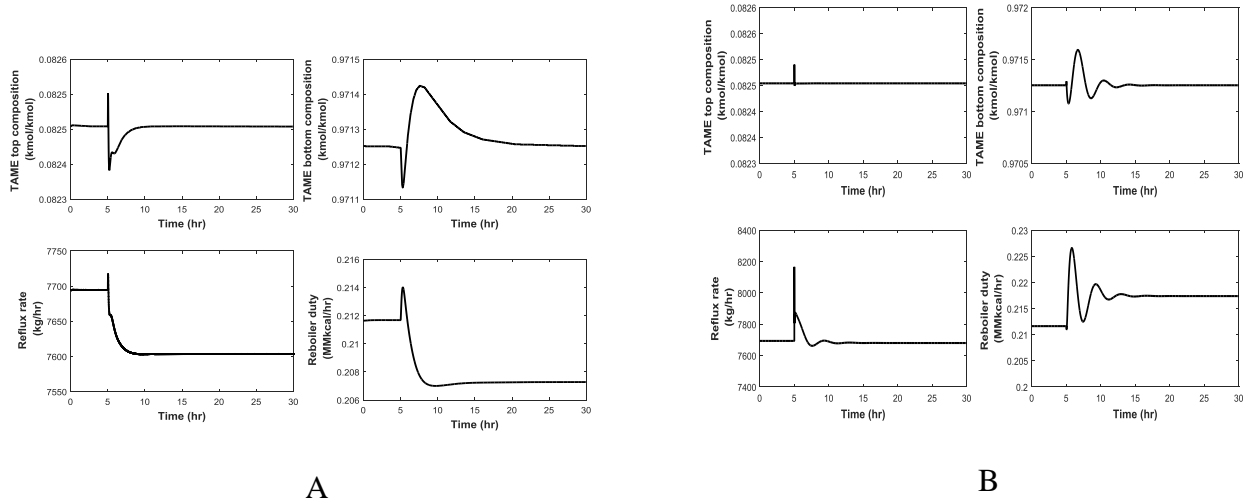 TAME top composition
(kmol/kmol)
0.0826
0.0825
0.0825
0.0824
0.0824
0.0823
0 5 10 15 20 25 30
Time (hr)
TAME bottom composition
(kmol/kmol)
0.9715
0.9714
0.9713
0.9712
0.9711
0.9711
0 5 10 15 20 25 30
Time (hr)
Reflux rate
(kg/hr)
7750
7700
7650
7600
7550
0 5 10 15 20 25 30
Time (hr)
Reboiler duty
(MMkcal/hr)
0.216
0.214
0.212
0.21
0.208
0.206
0 5 10 15 20 25 30
Time (hr)
A
TAME top composition
(kmol/kmol)
0.0826
0.0826
0.0825
0.0825
0.0824
0.0824
0.0823
0 5 10 15 20 25 30
Time (hr)
TAME bottom composition
(kmol/kmol)
0.972
0.9715
0.971
0.9705
0 5 10 15 20 25 30
Time (hr)
Reflux rate
(kg/hr)
8400
8200
8000
7800
7600
7400
0 5 10 15 20 25 30
Time (hr)
Reboiler duty
(MMkcal/hr)
0.23
0.225
0.22
0.215
0.21
0.205
0.2
0 5 10 15 20 25 30
Time (hr)
B